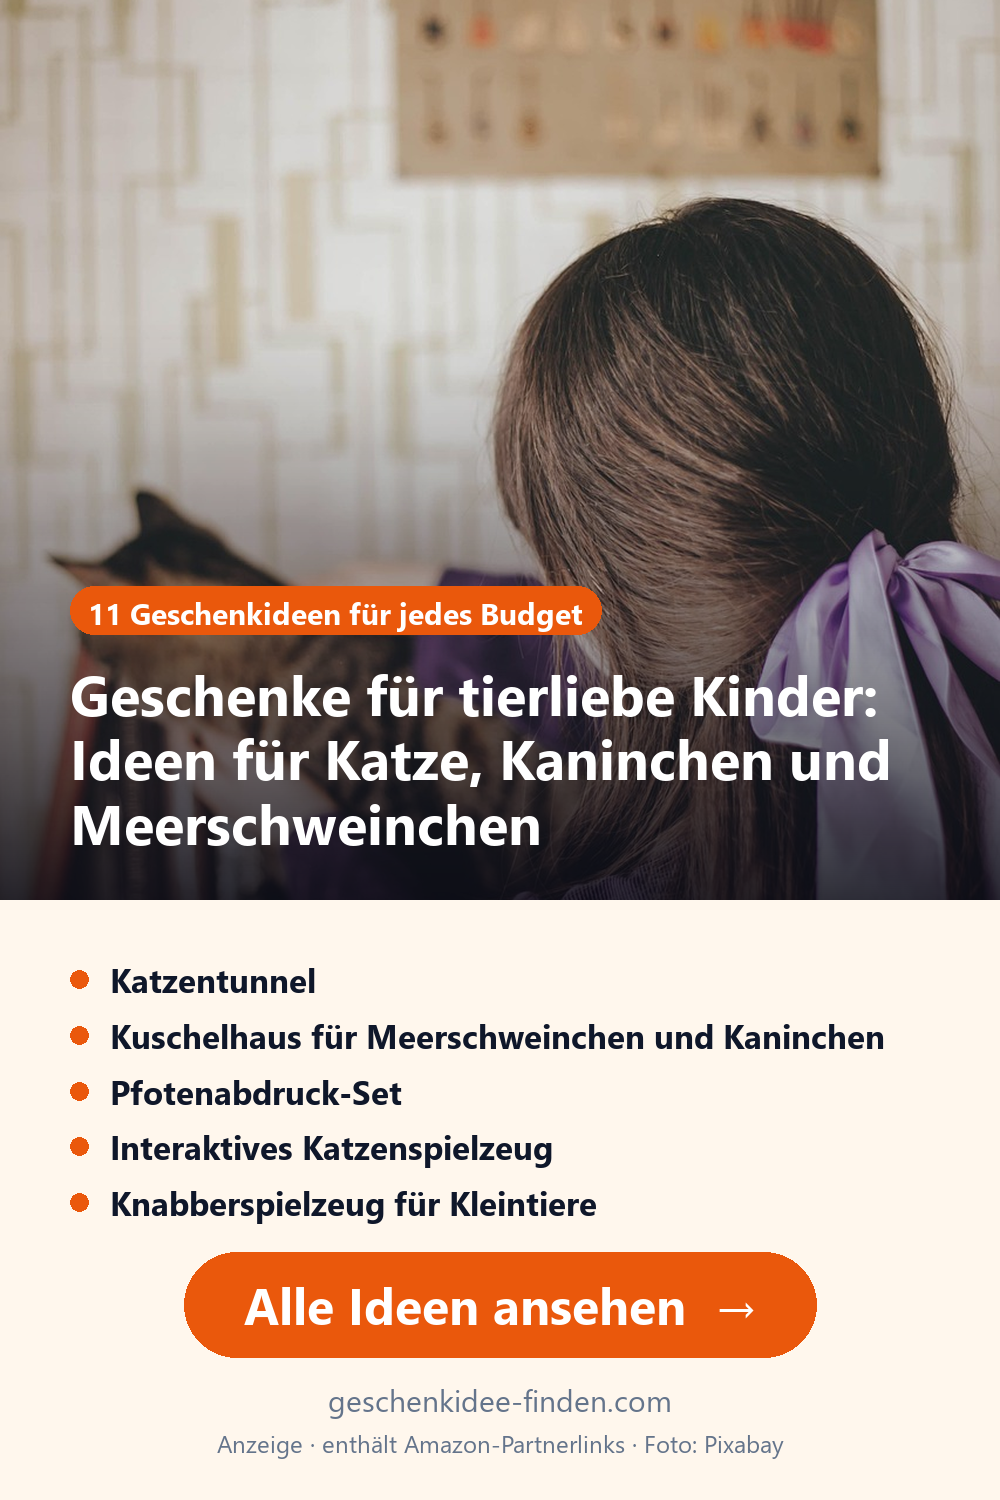 11 Geschenkideen für jedes Budget
Geschenke für tierliebe Kinder:
Ideen für Katze, Kaninchen und
Meerschweinchen
Katzentunnel
Kuschelhaus für Meerschweinchen und Kaninchen
Pfotenabdruck-Set
Interaktives Katzenspielzeug
Knabberspielzeug für Kleintiere
Alle Ideen ansehen →
geschenkidee-finden.com
Anzeige · enthält Amazon-Partnerlinks · Foto: Pixabay